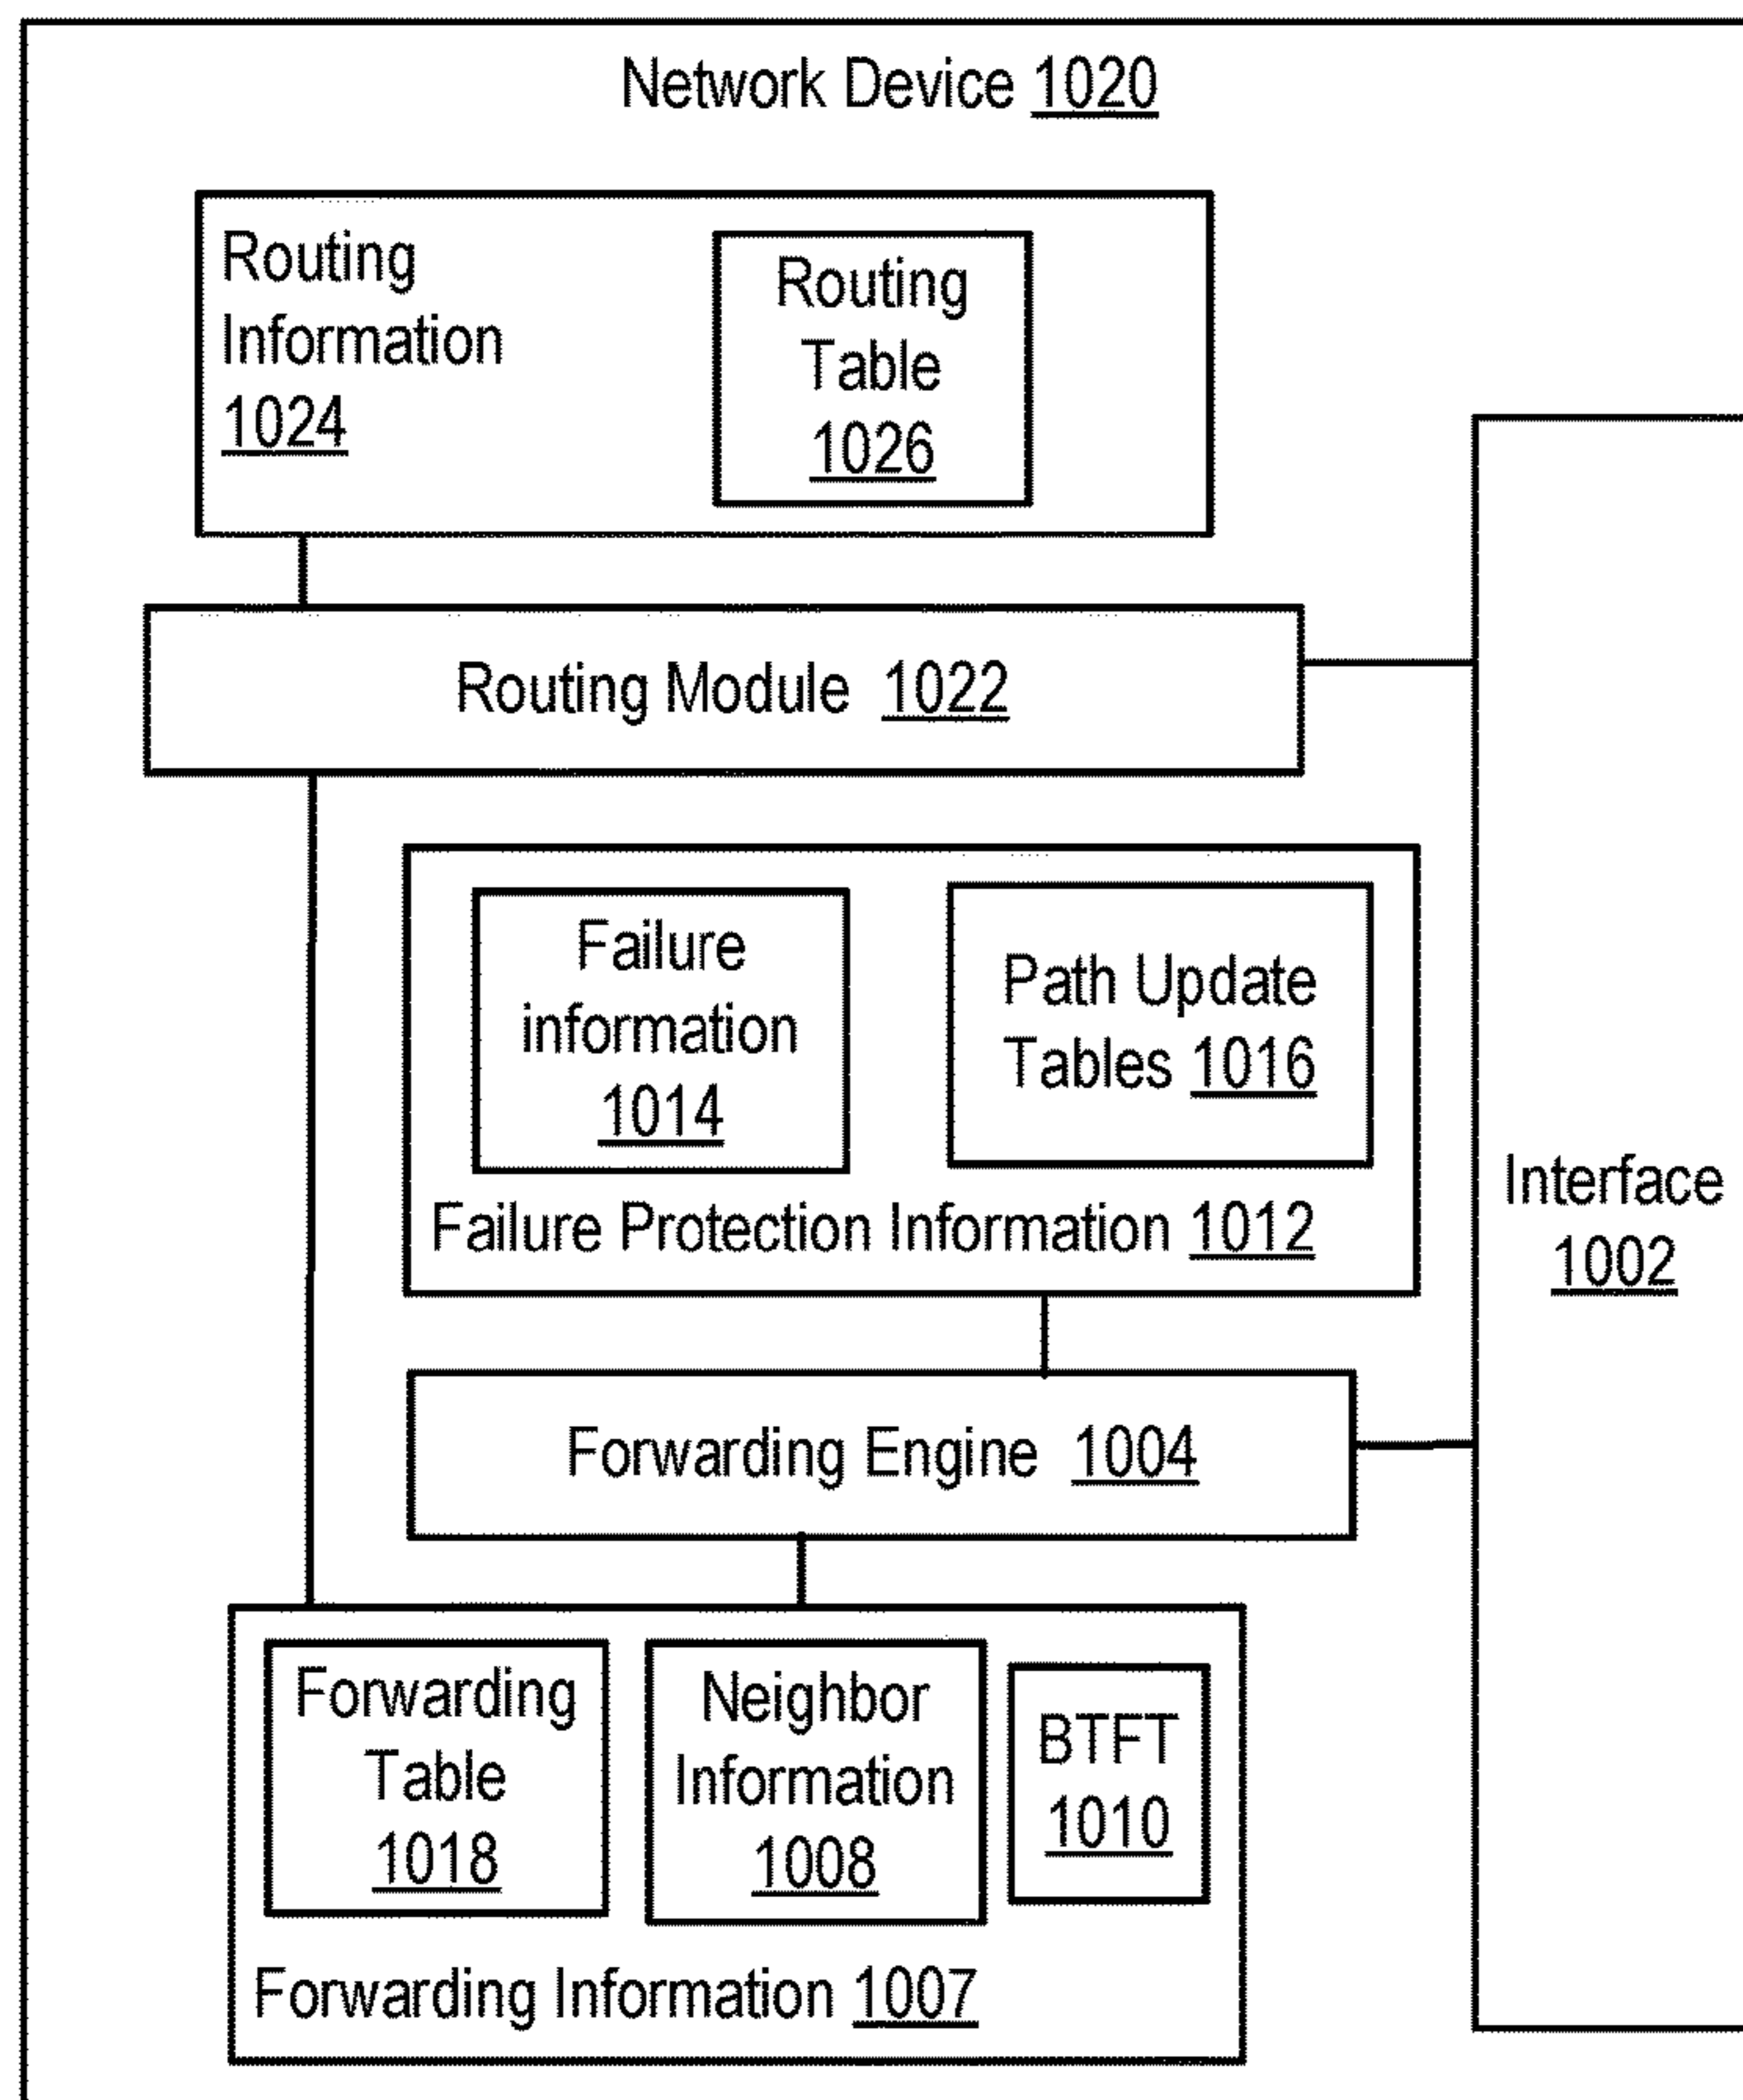 Network Device 1020
Routing
Information
1024
Routing
Table
1026
Routing Module 1022
Failure
information
1014
Path Update
Tables 1016
Failure Protection Information 1012
Interface
1002
Forwarding Engine 1004
Forwarding
Table
1018
Neighbor
Information
1008
BTFT
1010
Forwarding Information 1007